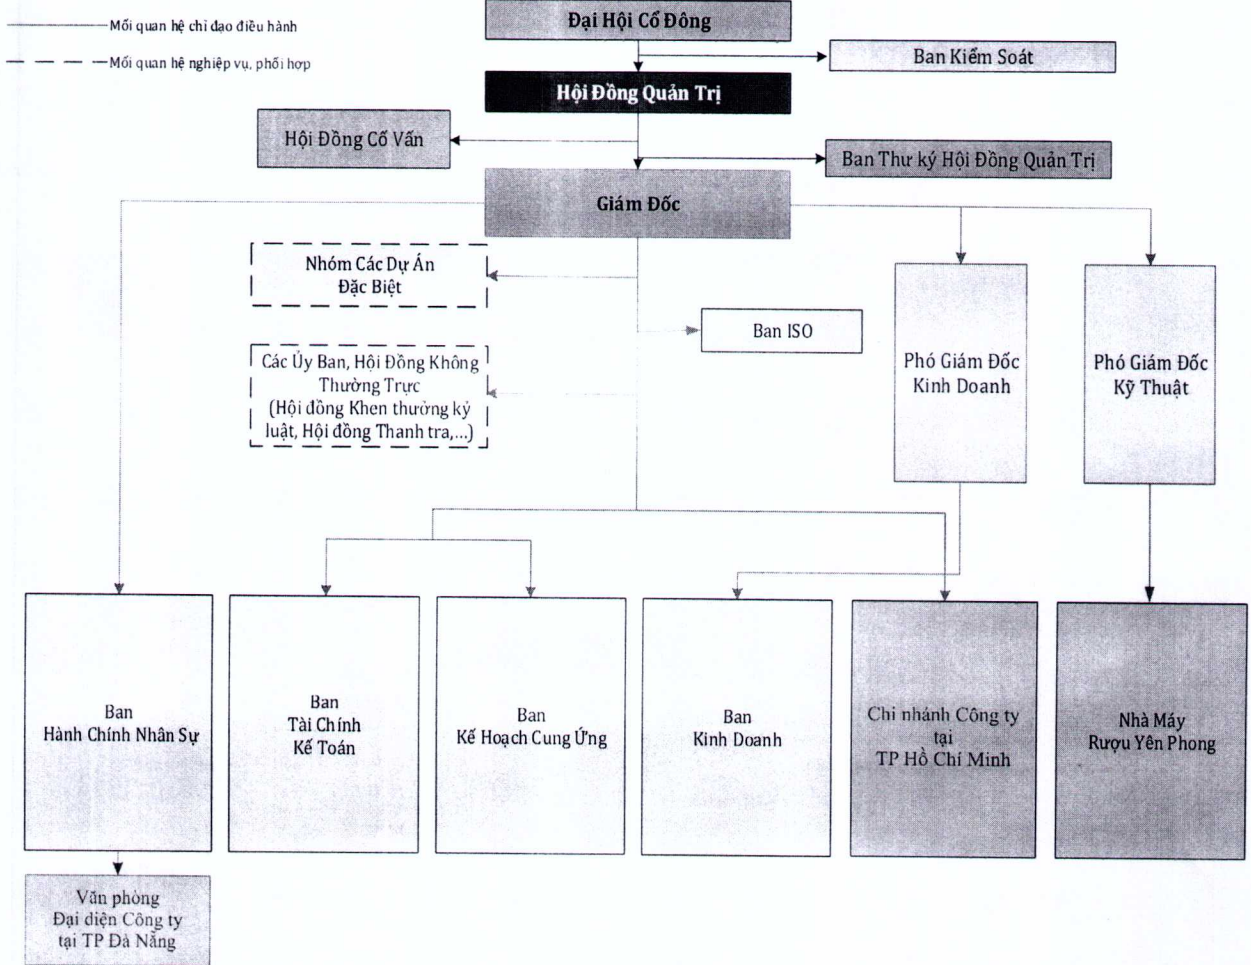 Mối quan hệ chỉ đạo điều hành
Mối quan hệ nghiệp vụ, phối hợp
Đại Hội Cổ Đông
Ban Kiểm Soát
Hội Đồng Quản Trị
Hội Đồng Cố Vấn
Ban Thư ký Hội Đồng Quản Trị
Giám Đốc
Nhóm Các Dự Án
Đặc Biệt
Ban ISO
Các Ủy Ban, Hội Đồng Không
Thường Trực
(Hội đồng Khen thưởng kỷ
luật, Hội đồng Thanh tra,...)
Phó Giám Đốc
Kinh Doanh
Phó Giám Đốc
Kỹ Thuật
Ban
Hành Chính Nhân Sự
Ban
Tài Chính
Kế Toán
Ban
Kế Hoạch Cung Ứng
Ban
Kinh Doanh
Chi nhánh Công ty
tại
TP Hồ Chí Minh
Nhà Máy
Rượu Yên Phong
Văn phòng
Đại diện Công ty
tại TP Đà Nẵng